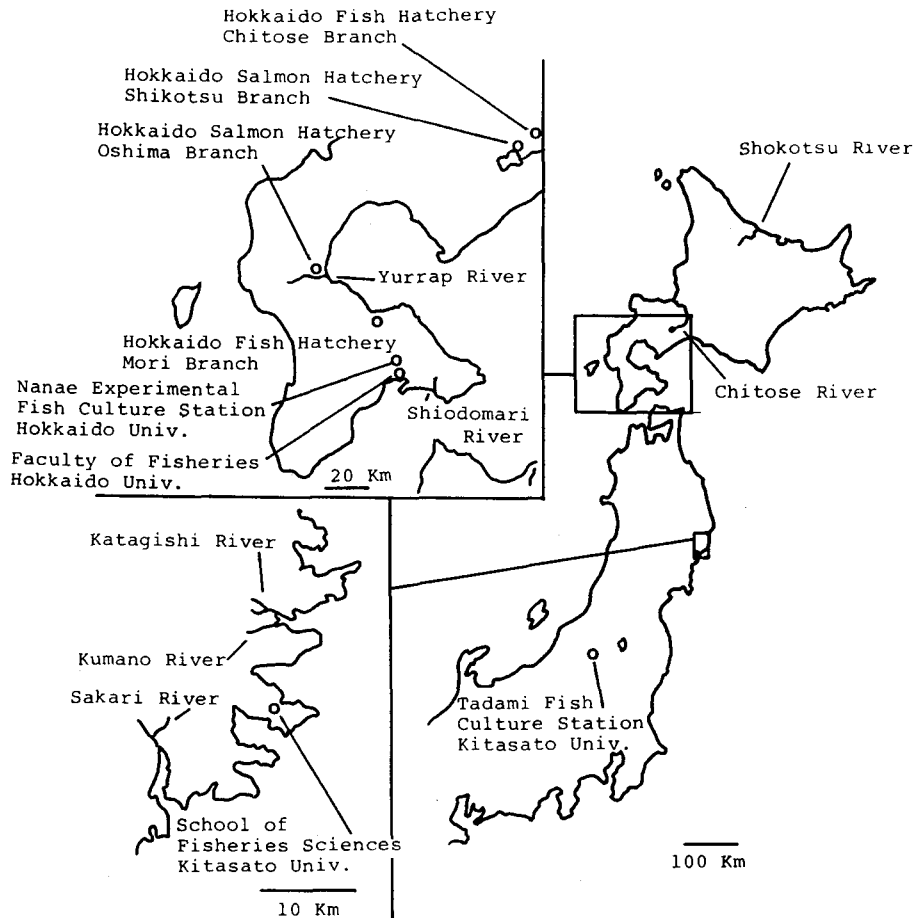 Hokkaido Fish Hatchery
Chitose Branch
Hokkaido Salmon Hatchery
Shikotsu Branch
Hokkaido Salmon Hatchery
Oshima Branch
Shokotsu River
Yurrap River
Hokkaido Fish Hatchery
Mori Branch
Nanae Experimental
Fish Culture Station
Hokkaido Univ.
Shiodomari
River
Faculty of Fisheries
Hokkaido Univ.
20 Km
Chitose River
Katagishi River
Kumano River
Sakari River
School of
Fisheries Sciences
Kitasato Univ.
10 Km
Tadami Fish
Culture Station
Kitasato Univ.
100 Km